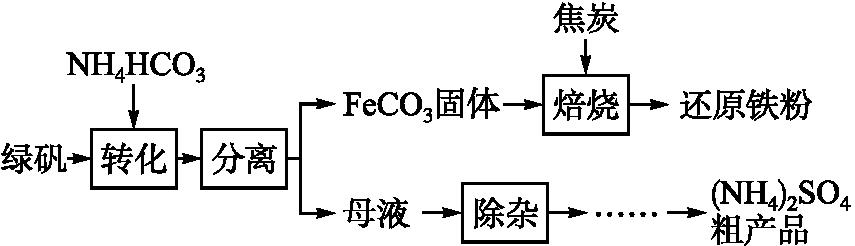 焦炭
NH₄HCO₃
FeCO₃固体
焙烧
还原铁粉
绿矾
转化
分离
母液
除杂
……
(NH₄)₂SO₄
粗产品